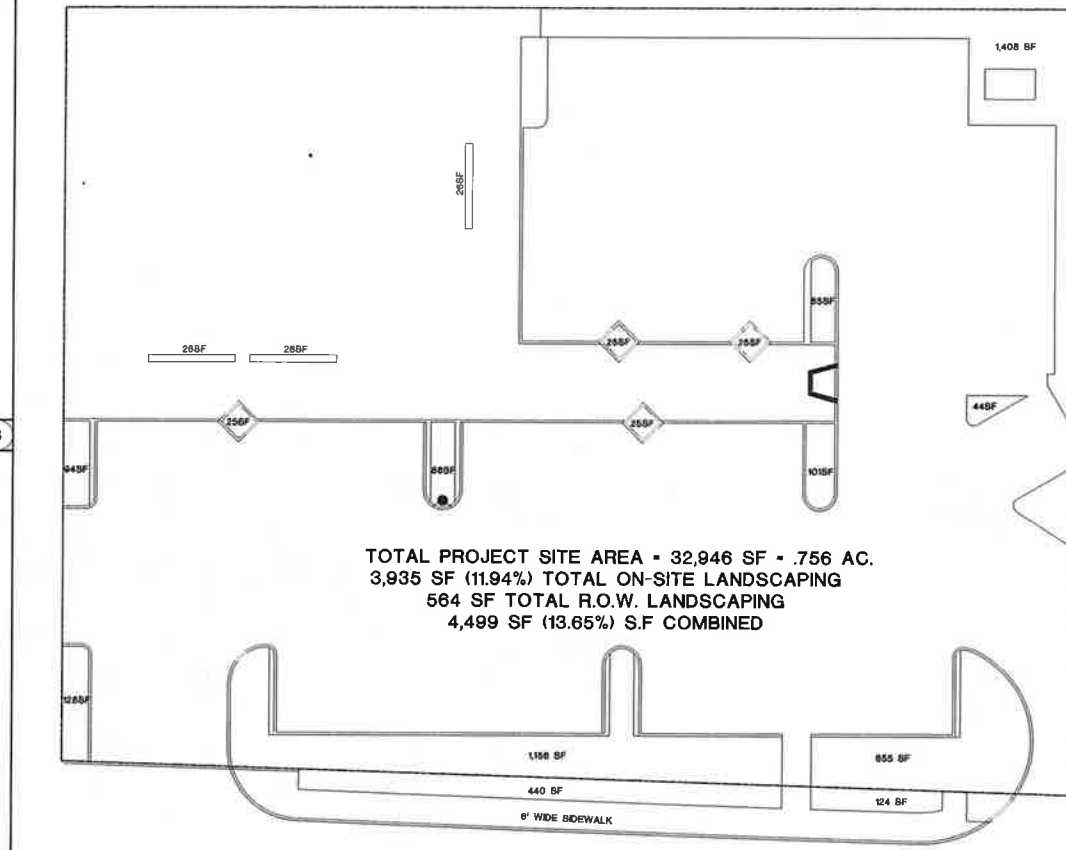 1,408 SF
26SF
85SF
26SF
26SF
25SF
25SF
44SF
25SF
25SF
94SF
88SF
101SF
TOTAL PROJECT SITE AREA = 32,946 SF = .756 AC.
3,935 SF (11.94%) TOTAL ON-SITE LANDSCAPING
564 SF TOTAL R.O.W. LANDSCAPING
4,499 SF (13.65%) S.F COMBINED
128SF
1,156 SF
655 SF
440 SF
124 SF
6' WIDE SIDEWALK